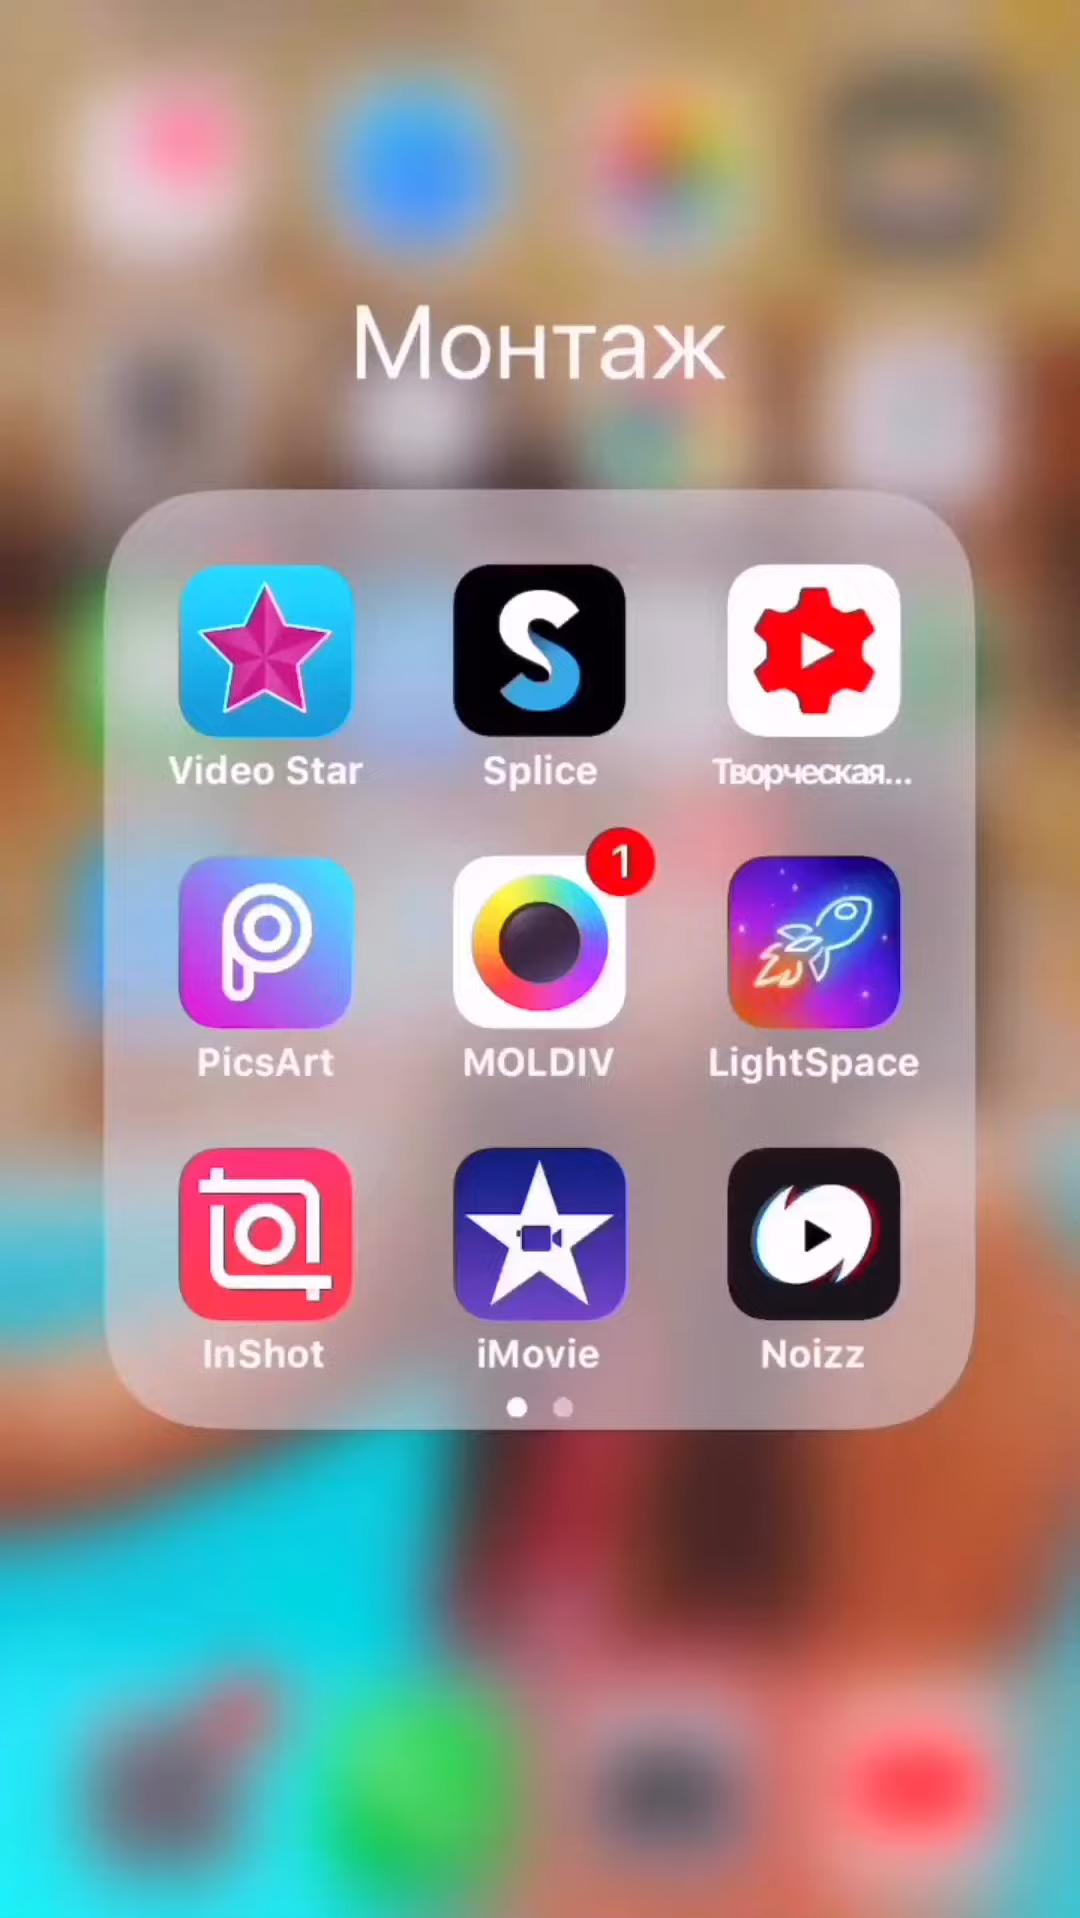 Монтаж
Video Star
Splice
Творческая...
1
PicsArt
MOLDIV
LightSpace
InShot
iMovie
Noizz